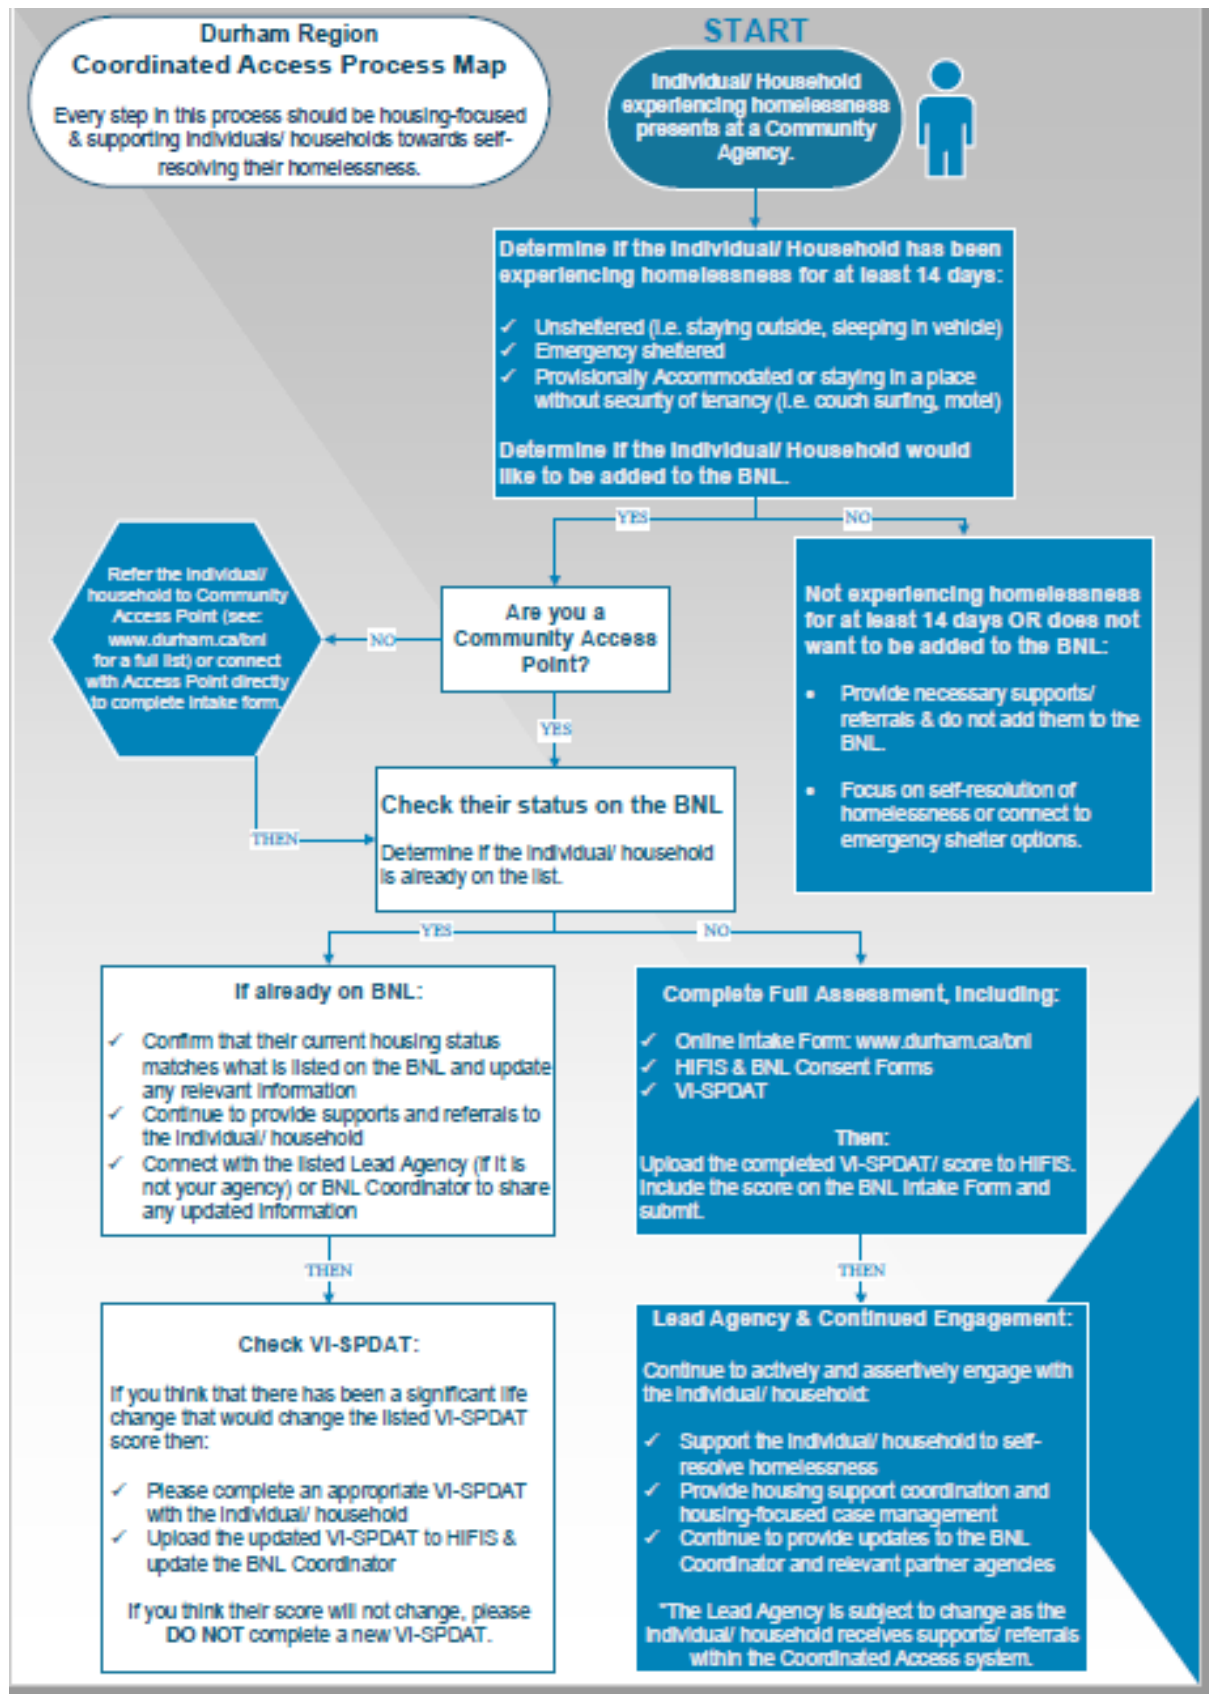 Durham Region
Coordinated Access Process Map
Every step in this process should be housing-focused
& supporting individuals/ households towards self-
resolving their homelessness.
START
Individual/ Household
experiencing homelessness
presents at a Community
Agency.
Determine if the Individual/ Household has been
experiencing homelessness for at least 14 days:
✓ Unsheltered (i.e. staying outside, sleeping in vehicle)
✓ Emergency sheltered
✓ Provisionally Accommodated or staying in a place
without security of tenancy (i.e. couch surfing, motel)
Determine if the Individual/ Household would
like to be added to the BNL.
YES
NO
Refer the individual/
household to Community
Access Point (see:
www.durham.ca/bnl
for a full list) or connect
with Access Point directly
to complete intake form.
NO
Are you a
Community Access
Point?
Not experiencing homelessness
for at least 14 days OR does not
want to be added to the BNL:
• Provide necessary supports/
referrals & do not add them to the
BNL.
• Focus on self-resolution of
homelessness or connect to
emergency shelter options.
YES
THEN
Check their status on the BNL
Determine if the individual/ household
is already on the list.
YES
NO
If already on BNL:
✓ Confirm that their current housing status
matches what is listed on the BNL and update
any relevant information
✓ Continue to provide supports and referrals to
the individual/ household
✓ Connect with the listed Lead Agency (if it is
not your agency) or BNL Coordinator to share
any updated information
Complete Full Assessment, Including:
✓ Online Intake Form: www.durham.ca/bnl
✓ HIFIS & BNL Consent Forms
✓ VI-SPDAT
Then:
Upload the completed VI-SPDAT/ score to HIFIS.
Include the score on the BNL Intake Form and
submit.
THEN
THEN
Check VI-SPDAT:
If you think that there has been a significant life
change that would change the listed VI-SPDAT
score then:
✓ Please complete an appropriate VI-SPDAT
with the individual/ household
✓ Upload the updated VI-SPDAT to HIFIS &
update the BNL Coordinator
If you think their score will not change, please
DO NOT complete a new VI-SPDAT.
Lead Agency & Continued Engagement:
Continue to actively and assertively engage with
the individual/ household:
✓ Support the individual/ household to self-
resolve homelessness
✓ Provide housing support coordination and
housing-focused case management
✓ Continue to provide updates to the BNL
Coordinator and relevant partner agencies
*The Lead Agency is subject to change as the
individual/ household receives supports/ referrals
within the Coordinated Access system.